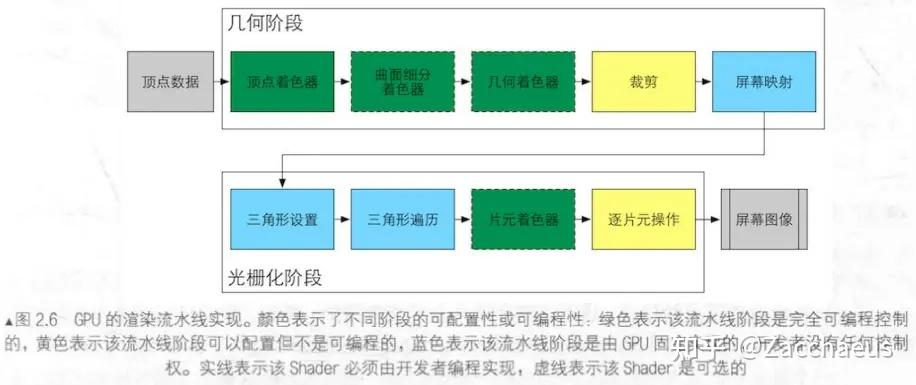 几何阶段
顶点数据
顶点着色器
曲面细分
着色器
几何着色器
裁剪
屏幕映射
三角形设置
三角形遍历
片元着色器
逐片元操作
屏幕图像
光栅化阶段
▲图 2.6 GPU 的渲染流水线实现。颜色表示了不同阶段的可配置性或可编程性：绿色表示该流水线阶段是完全可编程控制
的，黄色表示该流水线阶段可以配置但不是可编程的，蓝色表示该流水线阶段是由 GPU 固定实现的，开发者没有任何控制
权。实线表示该 Shader 必须由开发者编程实现，虚线表示该 Shader 是可选的
知乎 @Zacchaeus